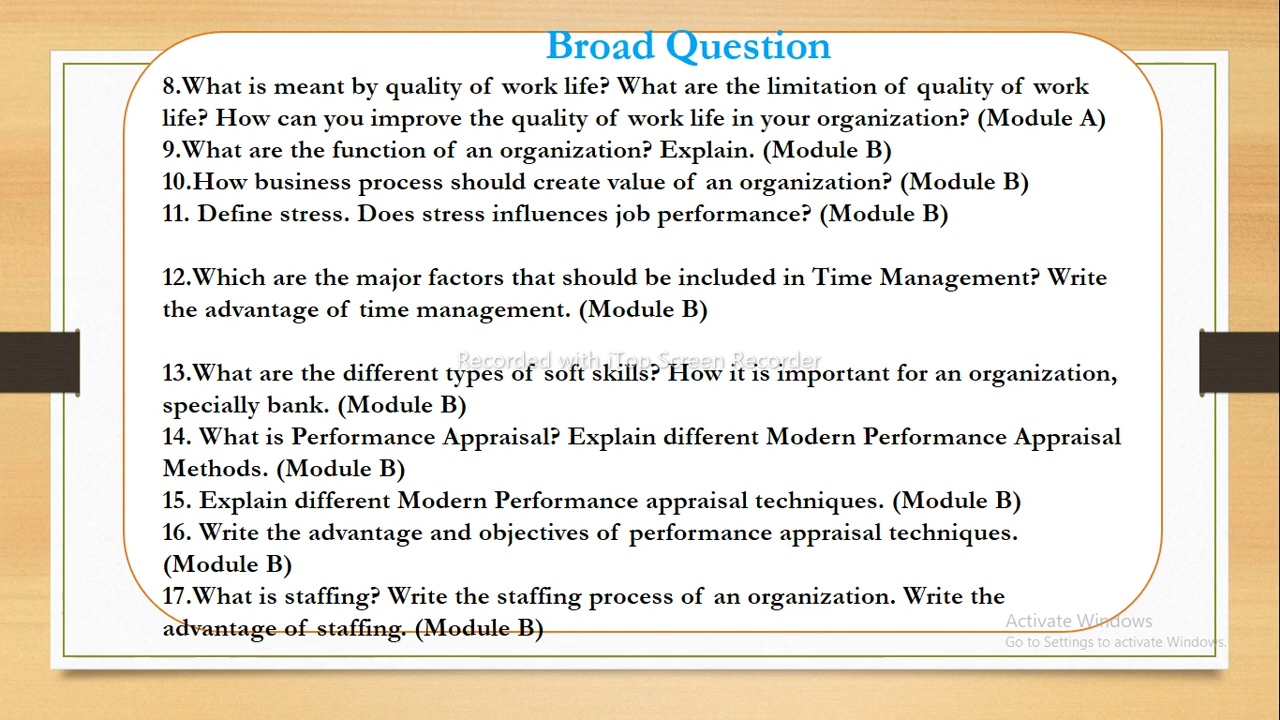 Broad Question
8.What is meant by quality of work life? What are the limitation of quality of work
life? How can you improve the quality of work life in your organization? (Module A)
9.What are the function of an organization? Explain. (Module B)
10.How business process should create value of an organization? (Module B)
11. Define stress. Does stress influences job performance? (Module B)
12.Which are the major factors that should be included in Time Management? Write
the advantage of time management. (Module B)
Recorded with iTop Screen Recorder
13.What are the different types of soft skills? How it is important for an organization,
specially bank. (Module B)
14. What is Performance Appraisal? Explain different Modern Performance Appraisal
Methods. (Module B)
15. Explain different Modern Performance appraisal techniques. (Module B)
16. Write the advantage and objectives of performance appraisal techniques.
(Module B)
17.What is staffing? Write the staffing process of an organization. Write the
advantage of staffing. (Module B)
Activate Windows
Go to Settings to activate Windows.